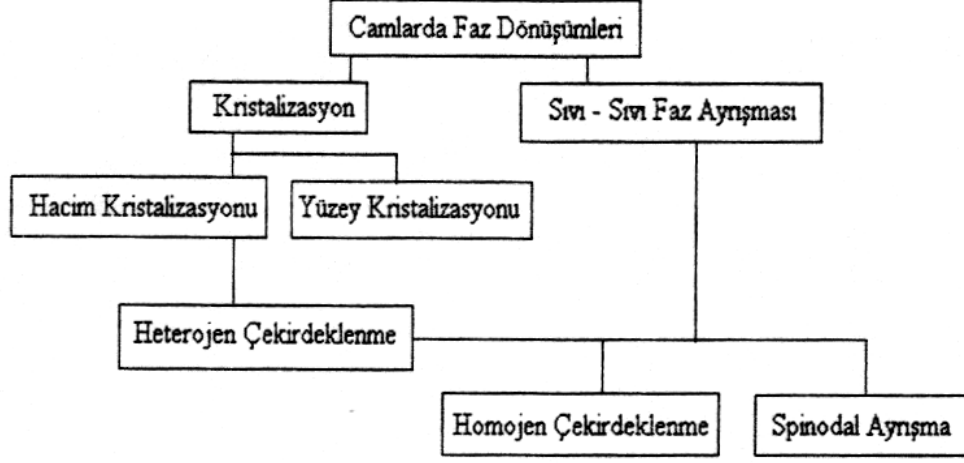 Camlarda Faz Dönüşümleri
Kristalizasyon
Sıvı - Sıvı Faz Ayrışması
Hacim Kristalizasyonu
Yüzey Kristalizasyonu
Heterojen Çekirdeklenme
Homojen Çekirdeklenme
Spinodal Ayrışma